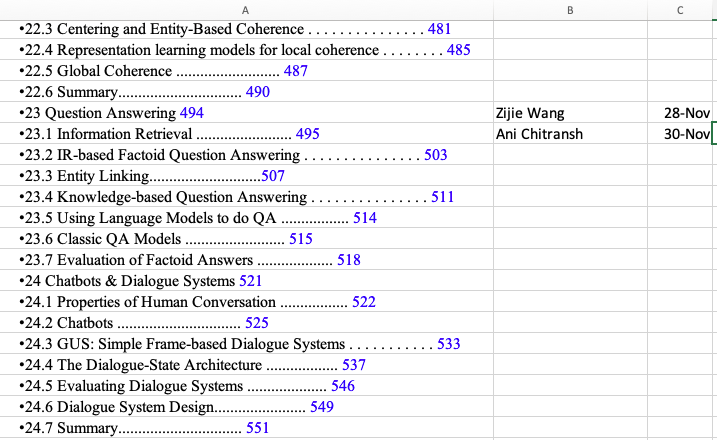 A B C
•22.3 Centering and Entity-Based Coherence . . . . . . . . . . . . . . . 481
•22.4 Representation learning models for local coherence . . . . . . . . 485
•22.5 Global Coherence .......................... 487
•22.6 Summary............................... 490
•23 Question Answering 494 Zijie Wang 28-Nov
•23.1 Information Retrieval ........................ 495 Ani Chitransh 30-Nov
•23.2 IR-based Factoid Question Answering . . . . . . . . . . . . . . . 503
•23.3 Entity Linking............................507
•23.4 Knowledge-based Question Answering . . . . . . . . . . . . . . . 511
•23.5 Using Language Models to do QA ................. 514
•23.6 Classic QA Models ......................... 515
•23.7 Evaluation of Factoid Answers ................... 518
•24 Chatbots & Dialogue Systems 521
•24.1 Properties of Human Conversation ................. 522
•24.2 Chatbots ............................... 525
•24.3 GUS: Simple Frame-based Dialogue Systems . . . . . . . . . . . 533
•24.4 The Dialogue-State Architecture .................. 537
•24.5 Evaluating Dialogue Systems .................... 546
•24.6 Dialogue System Design....................... 549
•24.7 Summary............................... 551